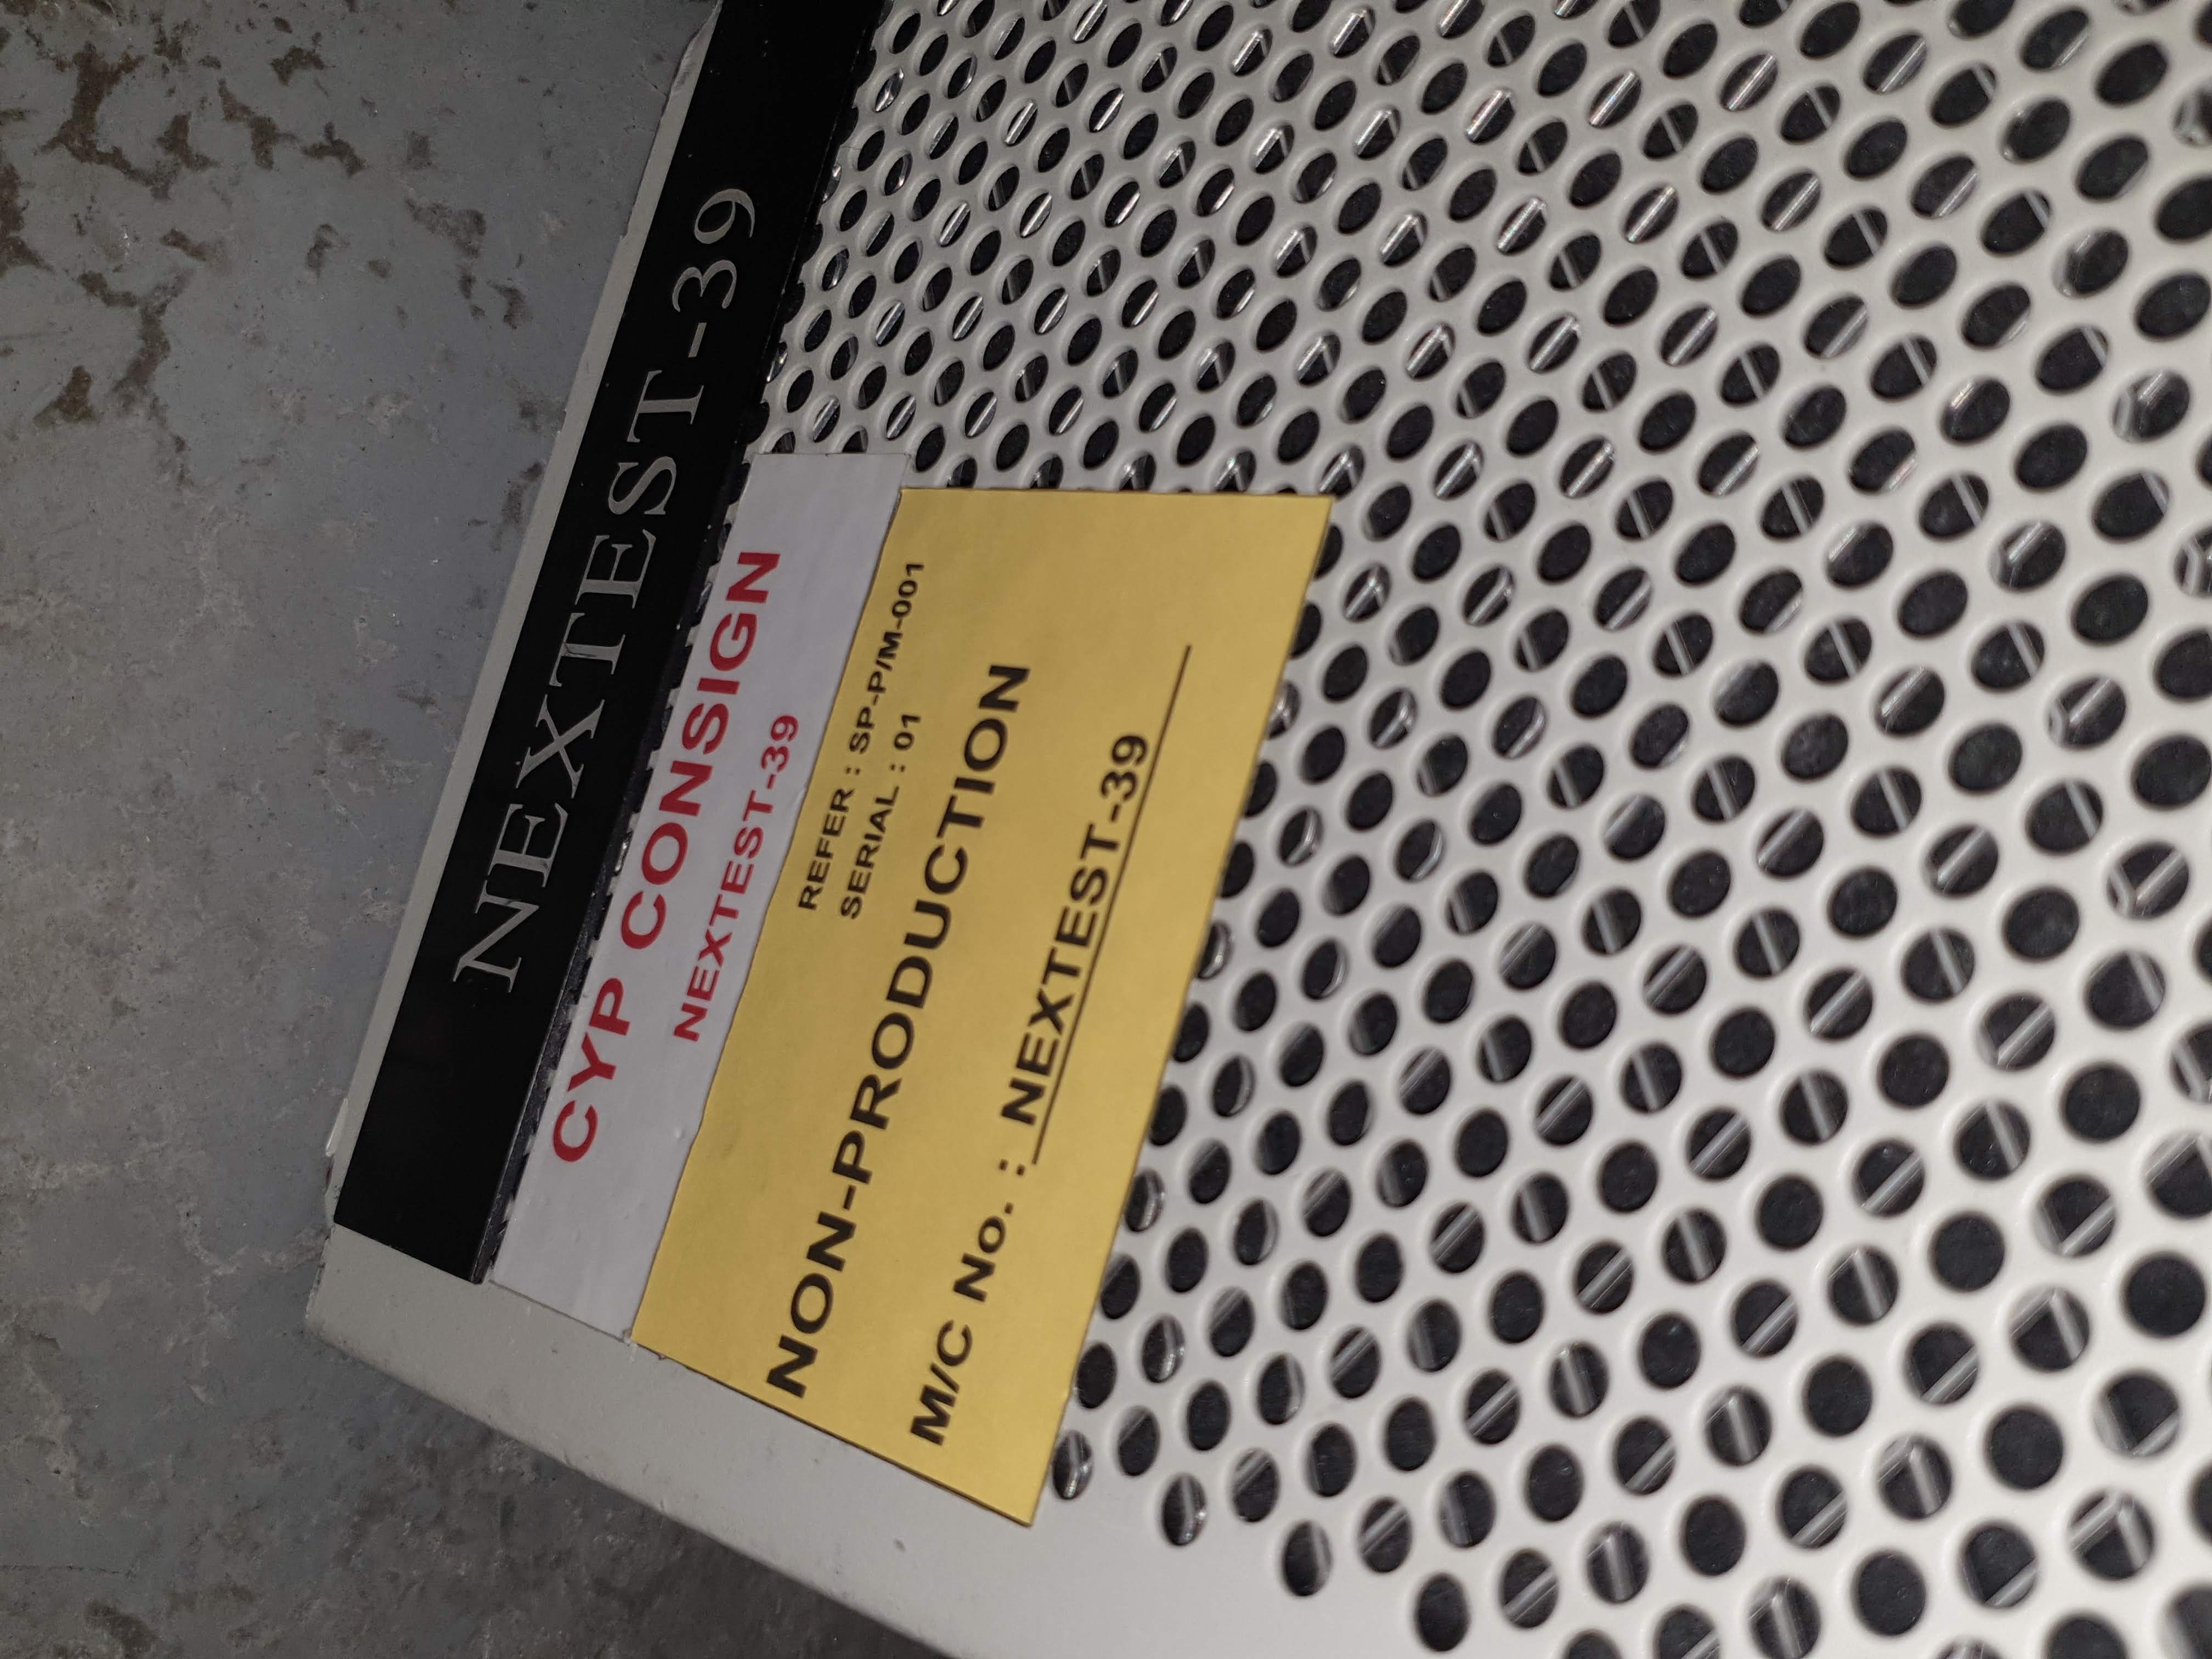 NEXTEST-39
CYP CONSIGN
NEXTEST-39
REFER : SP-P/M-001
SERIAL : 01
NON-PRODUCTION
M/C No. : NEXTEST-39